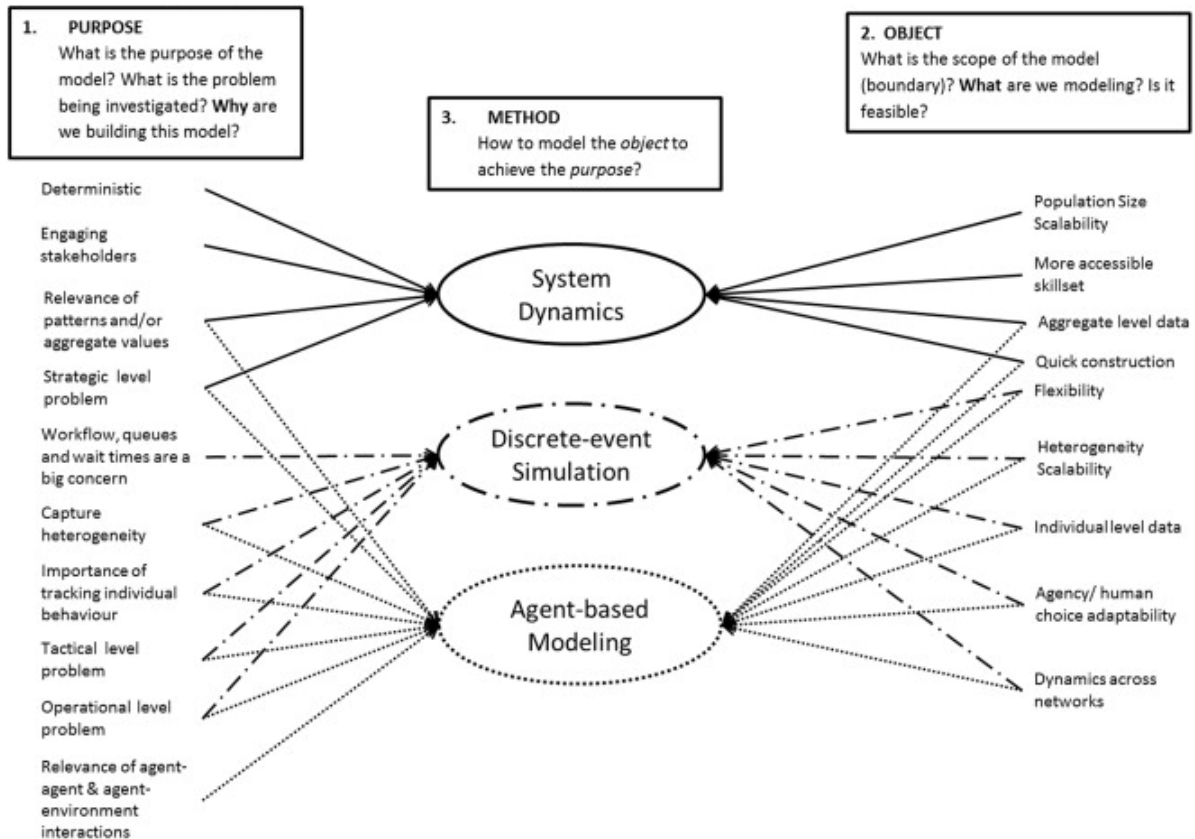 1. PURPOSE
What is the purpose of the
model? What is the problem
being investigated? Why are
we building this model?
2. OBJECT
What is the scope of the model
(boundary)? What are we modeling? Is it
feasible?
3. METHOD
How to model the object to
achieve the purpose?
Deterministic
Engaging
stakeholders
Relevance of
patterns and/or
aggregate values
Strategic level
problem
Workflow, queues
and wait times are a
big concern
Capture
heterogeneity
Importance of
tracking individual
behaviour
Tactical level
problem
Operational level
problem
Relevance of agent-
agent & agent-
environment
interactions
System
Dynamics
Discrete-event
Simulation
Agent-based
Modeling
Population Size
Scalability
More accessible
skillset
Aggregate level data
Quick construction
Flexibility
Heterogeneity
Scalability
Individual level data
Agency/ human
choice adaptability
Dynamics across
networks